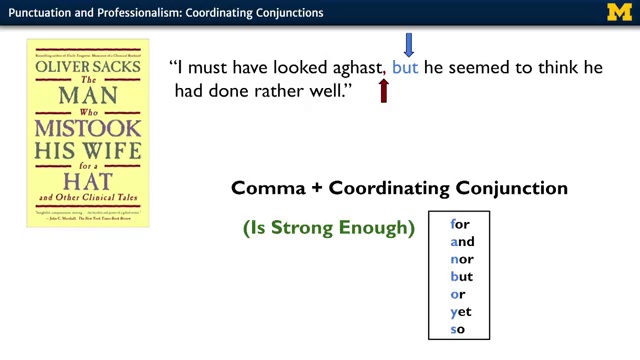 Punctuation and Professionalism: Coordinating Conjunctions
M
OLIVER SACKS
The
MAN
Who
MISTOOK
HIS WIFE
for a
HAT
and Other Clinical Tales
“I must have looked aghast, but he seemed to think he
had done rather well.”
Comma + Coordinating Conjunction
(Is Strong Enough)
for
and
nor
but
or
yet
so